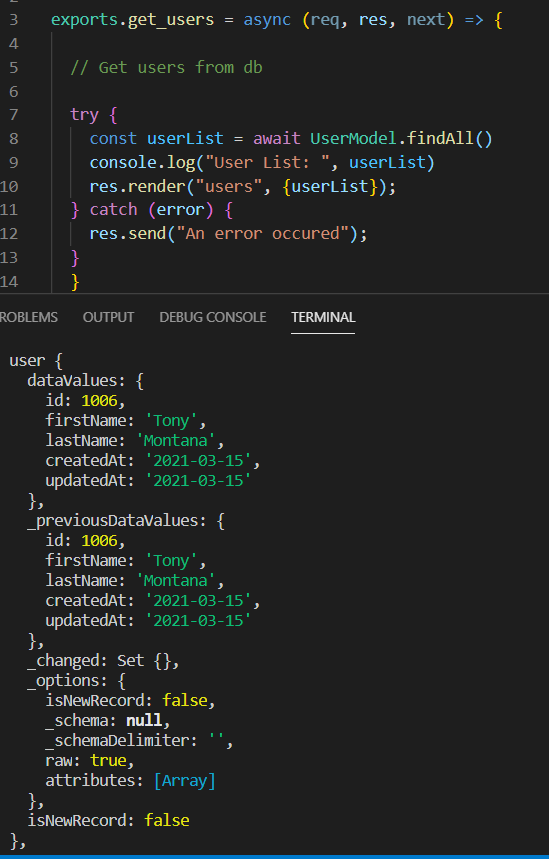 3 exports.get_users = async (req, res, next) => {
4
5 // Get users from db
6
7 try {
8 const userList = await UserModel.findAll()
9 console.log("User List: ", userList)
10 res.render("users", {userList});
11 } catch (error) {
12 res.send("An error occured");
13 }
14 }
ROBLEMS OUTPUT DEBUG CONSOLE TERMINAL
user {
dataValues: {
id: 1006,
firstName: 'Tony',
lastName: 'Montana',
createdAt: '2021-03-15',
updatedAt: '2021-03-15'
},
_previousDataValues: {
id: 1006,
firstName: 'Tony',
lastName: 'Montana',
createdAt: '2021-03-15',
updatedAt: '2021-03-15'
},
_changed: Set {},
_options: {
isNewRecord: false,
_schema: null,
_schemaDelimiter: '',
raw: true,
attributes: [Array]
},
isNewRecord: false
},